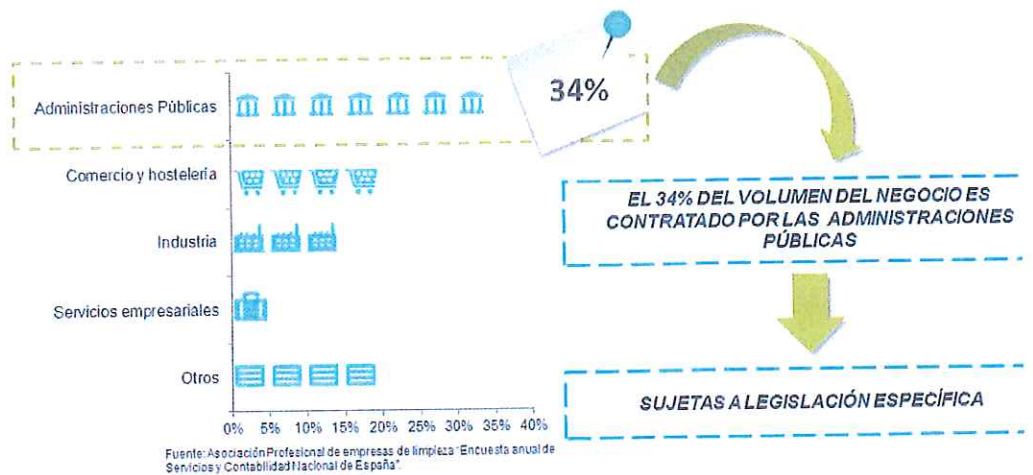 34%
Administraciones Públicas
Comercio y hostelería
Industria
Servicios empresariales
Otros
0% 5% 10% 15% 20% 25% 30% 35% 40%
Fuente: Asociación Profesional de empresas de limpieza "Encuesta anual de
Servicios y Contabilidad Nacional de España".
EL 34% DEL VOLUMEN DEL NEGOCIO ES
CONTRATADO POR LAS ADMINISTRACIONES
PÚBLICAS
SUJETAS A LEGISLACIÓN ESPECÍFICA